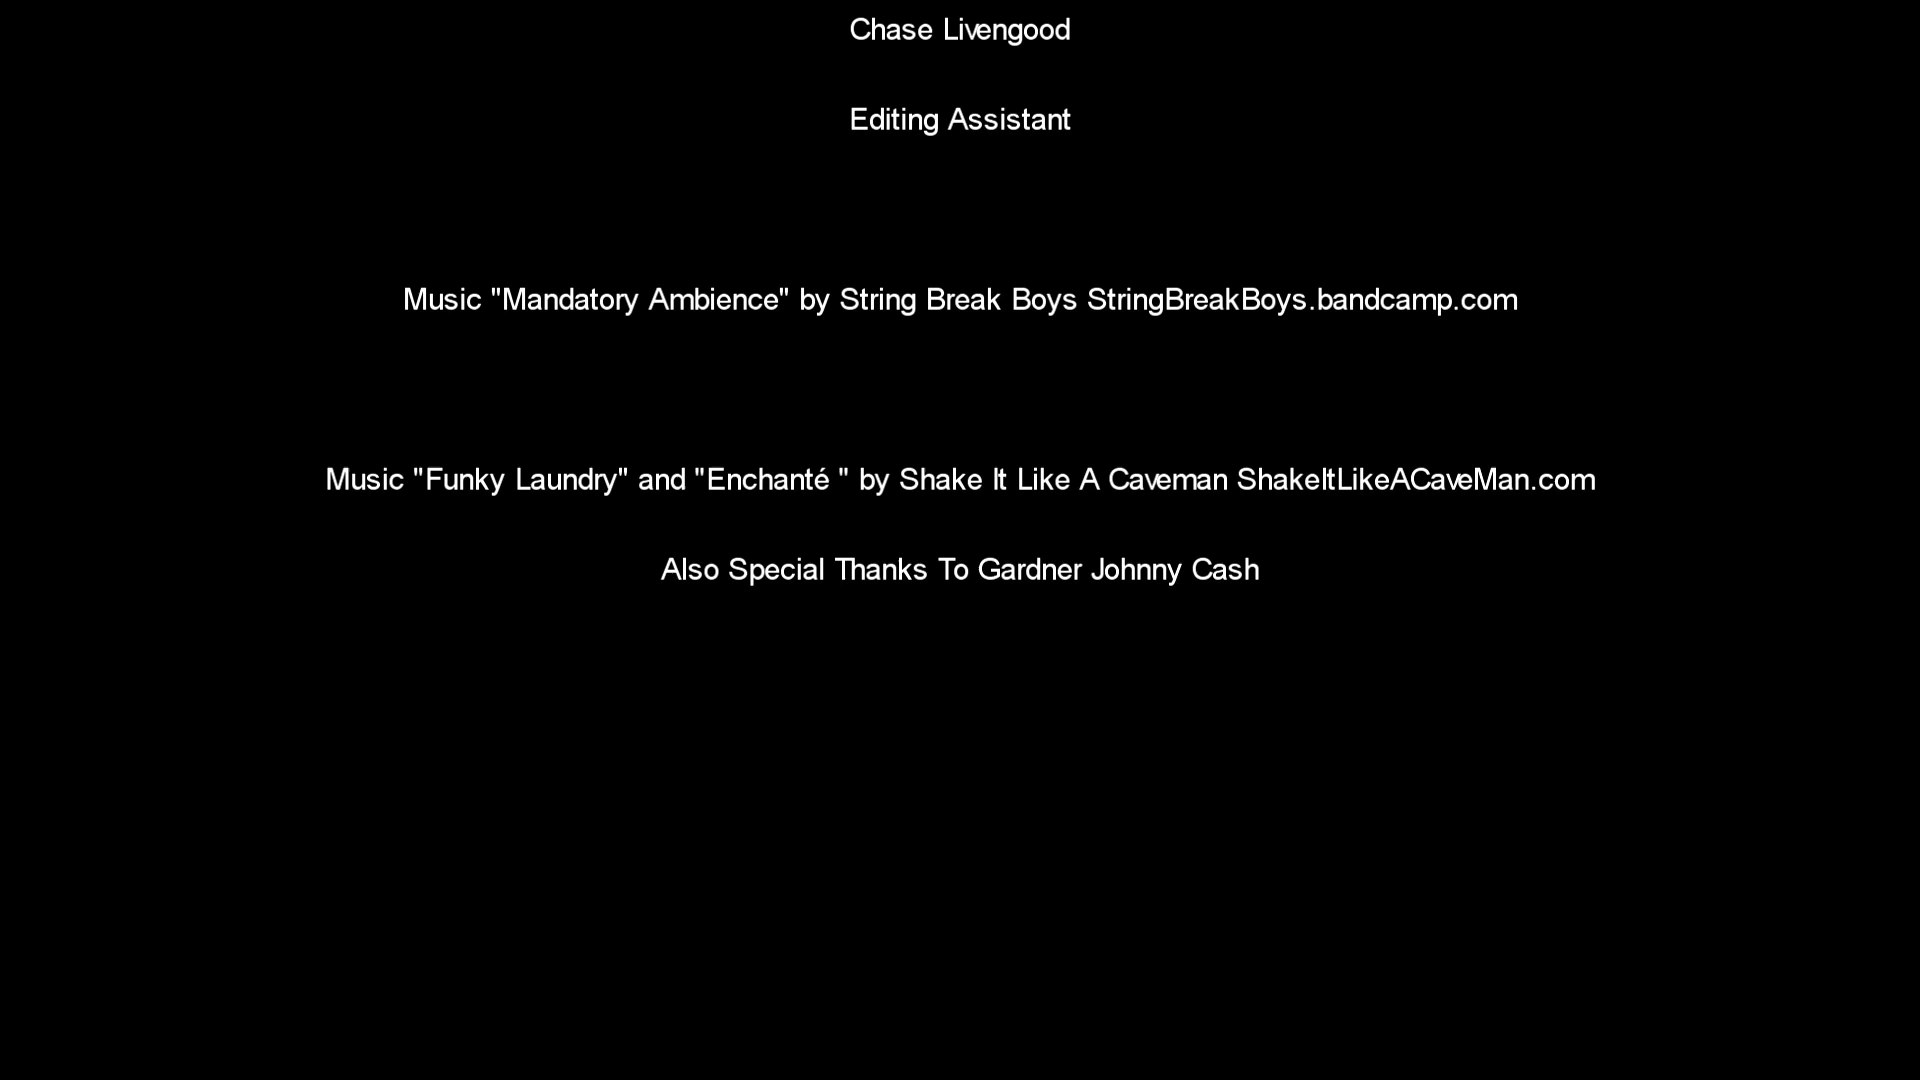 Chase Livengood
Editing Assistant
Music "Mandatory Ambience" by String Break Boys StringBreakBoys.bandcamp.com
Music "Funky Laundry" and "Enchanté " by Shake It Like A Caveman ShakeItLikeACaveMan.com
Also Special Thanks To Gardner Johnny Cash